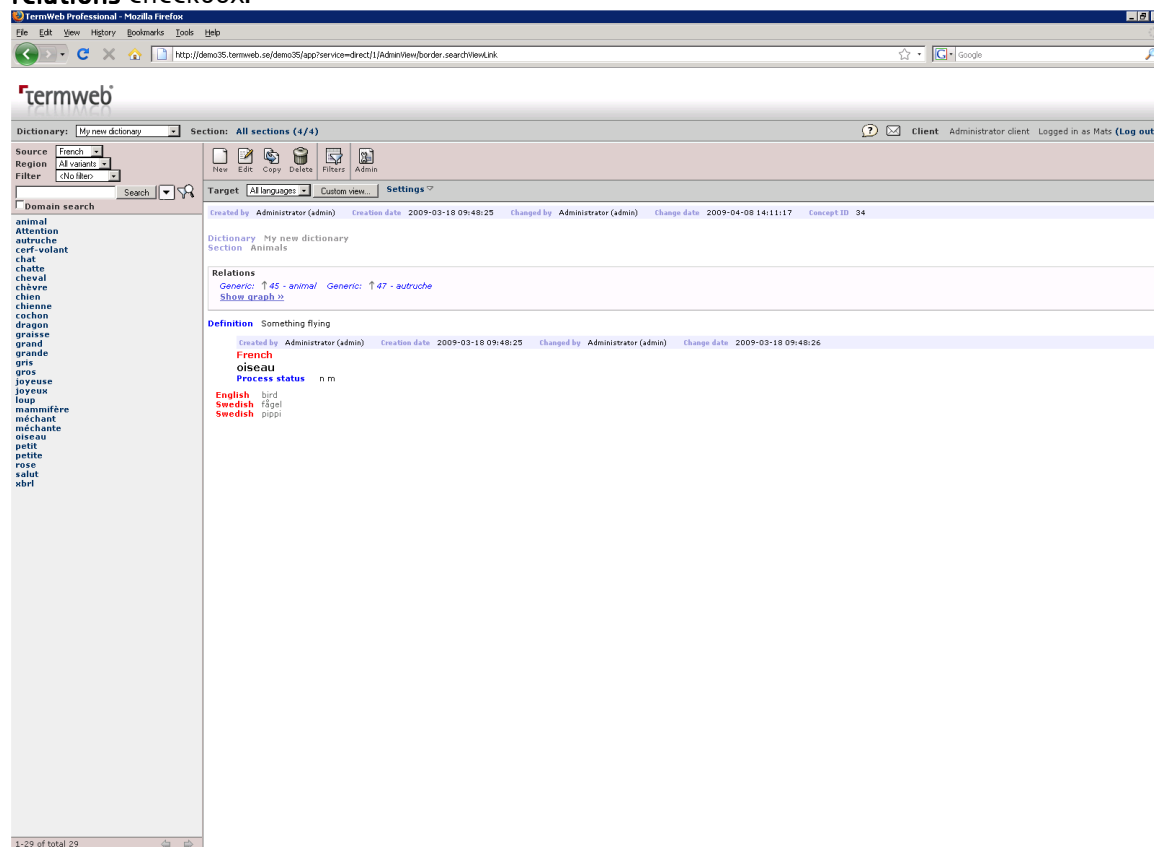 relations checkbox.
TermWeb Professional - Mozilla Firefox
File Edit View History Bookmarks Tools Help
http://demo35.termweb.se/demo35/app?service=direct/1/AdminView/border.searchViewLink
Google
termweb
Dictionary: My new dictionary Section: All sections (4/4) Client Administrator client Logged in as Mats (Log out
Source French
Region All variants
Filter <No filter>
Search
Domain search
New Edit Copy Delete Filters Admin
Target All languages Custom view... Settings
animal
Attention
autruche
cerf-volant
chat
chatte
cheval
chèvre
chien
chienne
cochon
dragon
graisse
grand
grande
gris
gros
joyeuse
joyeux
loup
mammifère
méchant
méchante
oiseau
petit
petite
rose
salut
xbrl
1-29 of total 29
Created by Administrator (admin) Creation date 2009-03-18 09:48:25 Changed by Administrator (admin) Change date 2009-04-08 14:11:17 Concept ID 34
Dictionary My new dictionary
Section Animals
Relations
Generic: ↑ 45 - animal Generic: ↑ 47 - autruche
Show graph »
Definition Something flying
Created by Administrator (admin) Creation date 2009-03-18 09:48:25 Changed by Administrator (admin) Change date 2009-03-18 09:48:26
French
oiseau
Process status n m
English bird
Swedish fågel
Swedish pippi